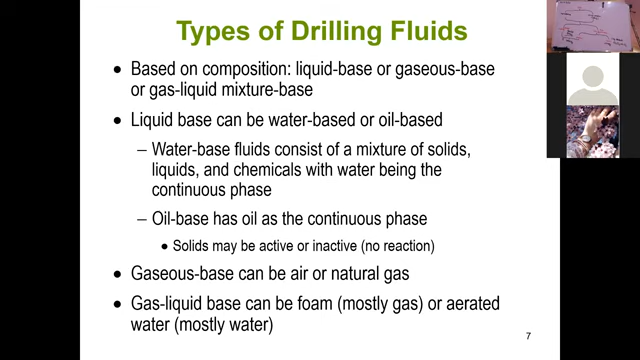 Types of Drilling Fluids
• Based on composition: liquid-base or gaseous-base
or gas-liquid mixture-base
• Liquid base can be water-based or oil-based
– Water-base fluids consist of a mixture of solids,
liquids, and chemicals with water being the
continuous phase
– Oil-base has oil as the continuous phase
• Solids may be active or inactive (no reaction)
• Gaseous-base can be air or natural gas
• Gas-liquid base can be foam (mostly gas) or aerated
water (mostly water)
7